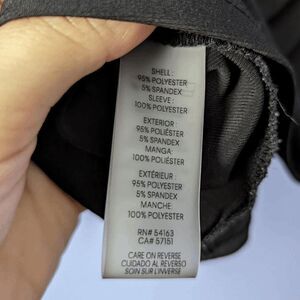 SHELL:
95% POLYESTER
5% SPANDEX
SLEEVE:
100% POLYESTER
EXTERIOR:
95% POLIÉSTER
5% SPANDEX
MANGA:
100% POLIÉSTER
EXTÉRIEUR:
95% POLYESTER
5% SPANDEX
MANCHE:
100% POLYESTER
RN# 54163
CA# 57151
CARE ON REVERSE
CUIDADO AL REVERSO
SOIN SUR L'INVERSE